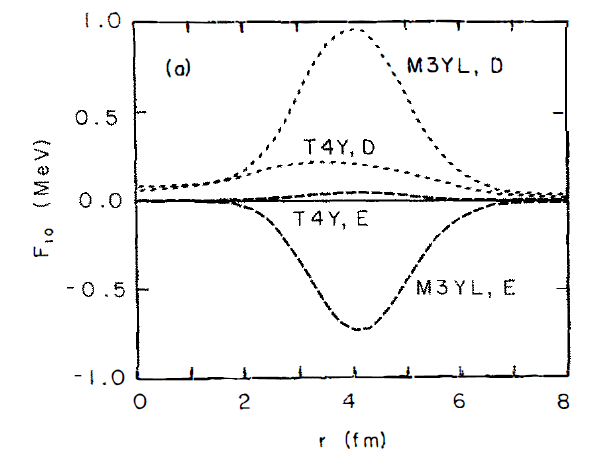 1.0
(a)
M3YL, D
0.5
T4Y, D
F10 (MeV)
0.0
T4Y, E
-0.5
M3YL, E
-1.0
0 2 4 6 8
r (fm)